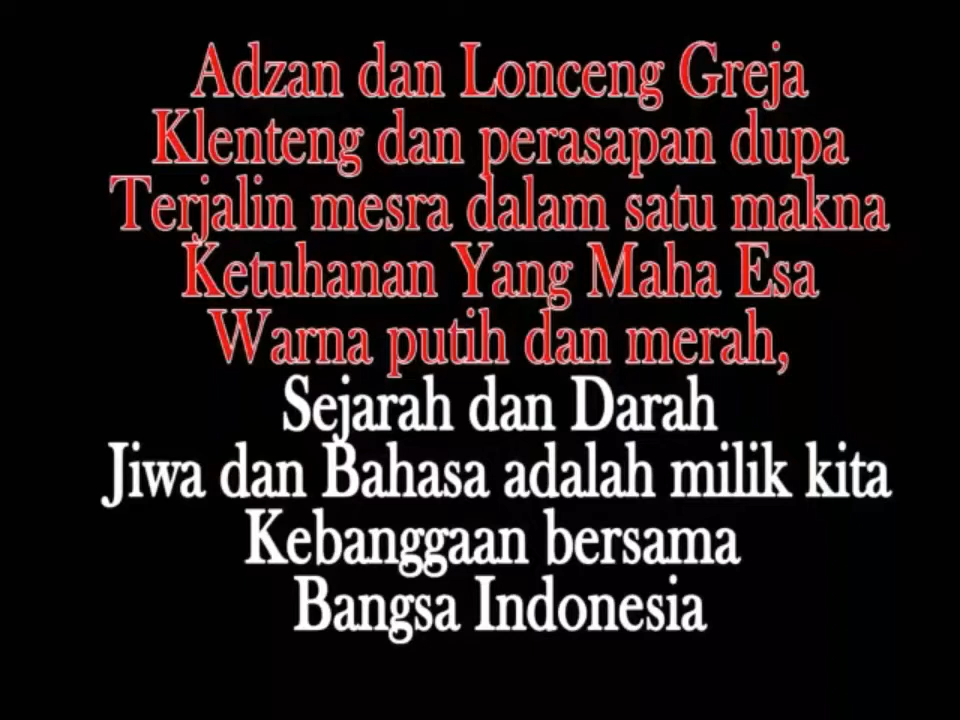 Adzan dan Lonceng Greja
Klenteng dan perasapan dupa
Terjalin mesra dalam satu makna
Ketuhanan Yang Maha Esa
Warna putih dan merah,
Sejarah dan Darah
Jiwa dan Bahasa adalah milik kita
Kebanggaan bersama
Bangsa Indonesia